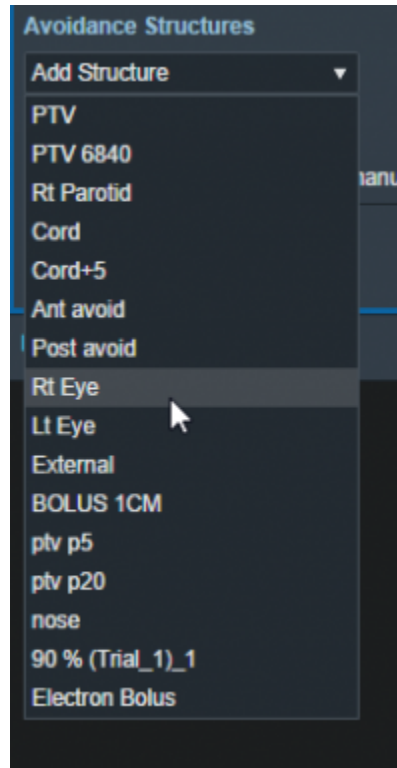 Avoidance Structures
Add Structure
PTV
PTV 6840
Rt Parotid
Cord
Cord+5
Ant avoid
Post avoid
Rt Eye
Lt Eye
External
BOLUS 1CM
ptv p5
ptv p20
nose
90 % (Trial_1)_1
Electron Bolus